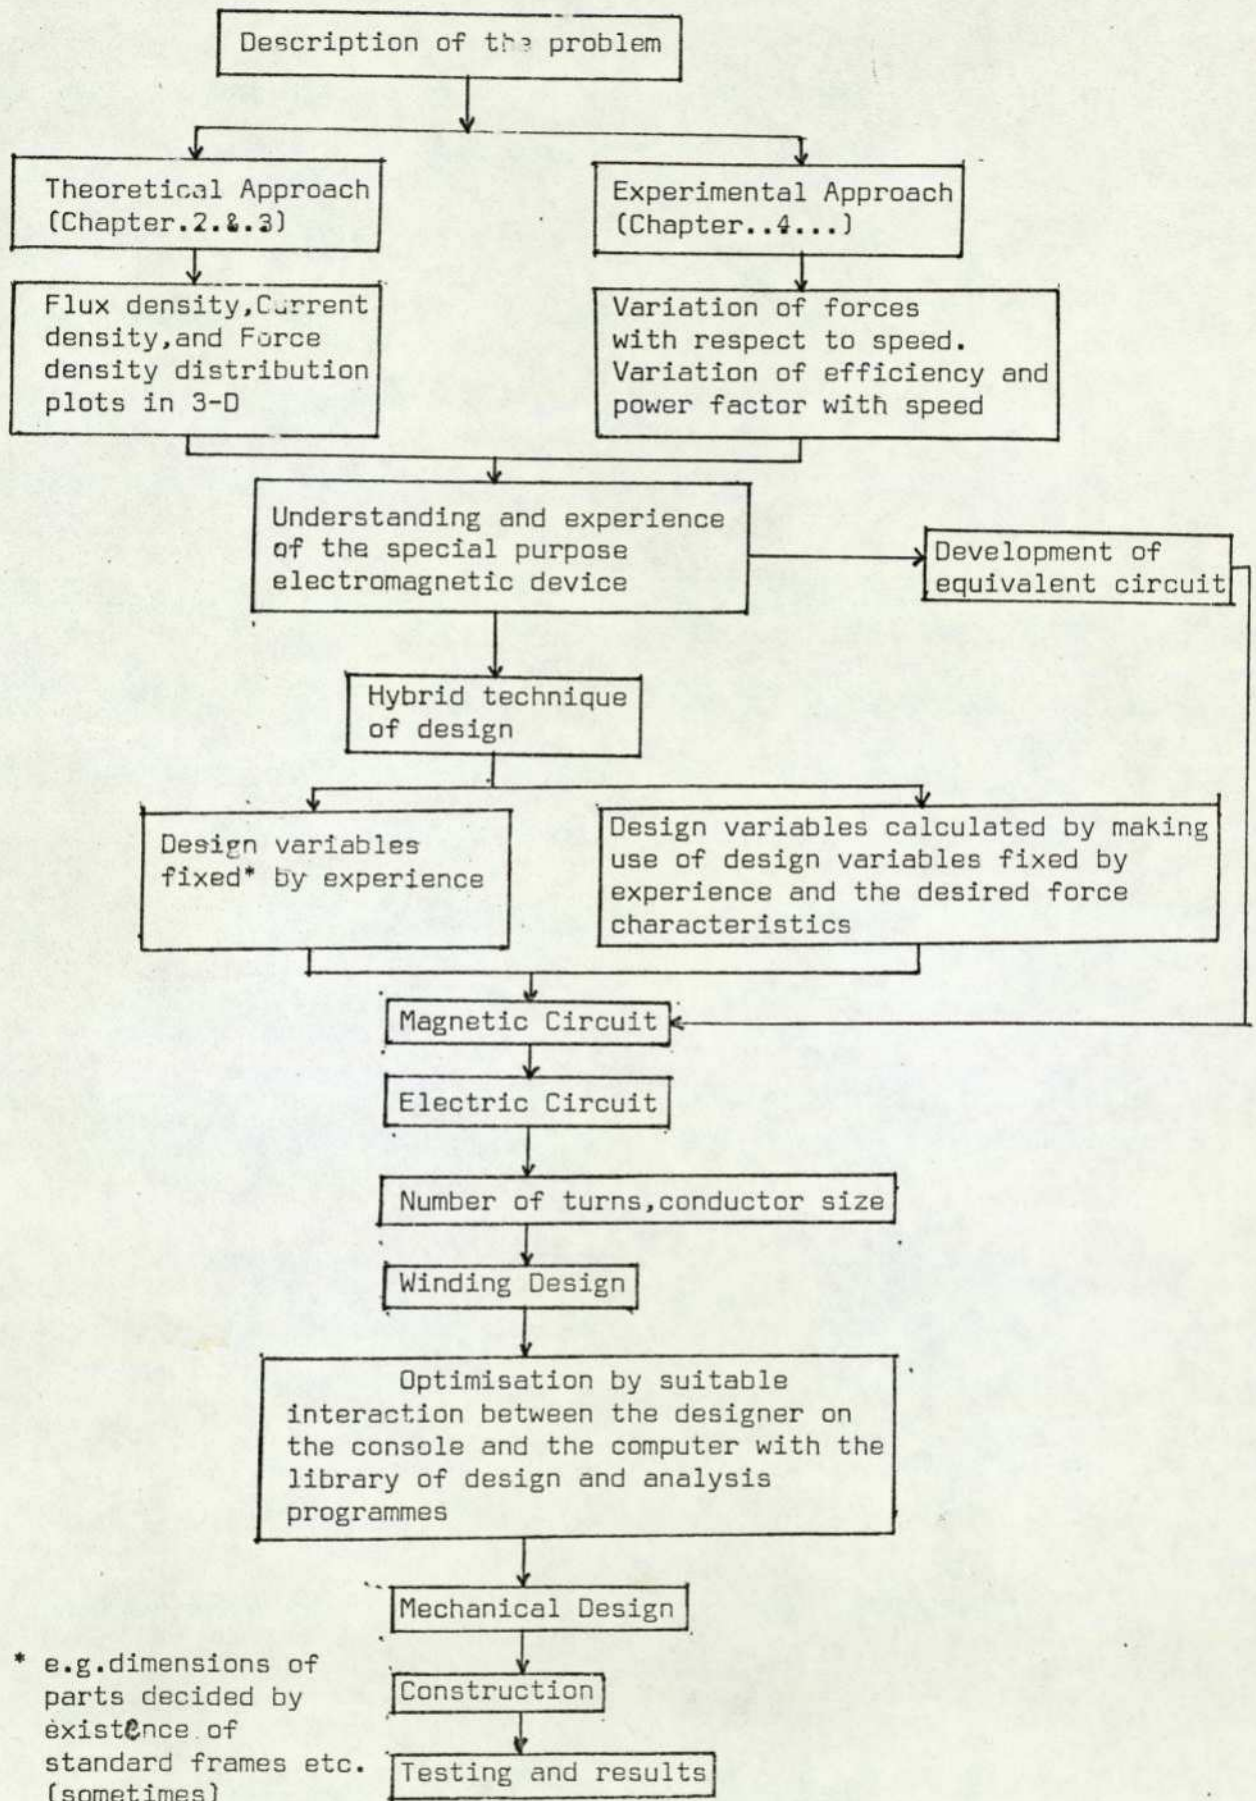 Description of the problem
Theoretical Approach
(Chapter.2.&.3)
Experimental Approach
(Chapter..4...)
Flux density,Current
density,and Force
density distribution
plots in 3-D
Variation of forces
with respect to speed.
Variation of efficiency and
power factor with speed
Understanding and experience
of the special purpose
electromagnetic device
Development of
equivalent circuit
Hybrid technique
of design
Design variables
fixed* by experience
Design variables calculated by making
use of design variables fixed by
experience and the desired force
characteristics
Magnetic Circuit
Electric Circuit
Number of turns,conductor size
Winding Design
Optimisation by suitable
interaction between the designer on
the console and the computer with the
library of design and analysis
programmes
Mechanical Design
Construction
Testing and results
* e.g.dimensions of
parts decided by
existence of
standard frames etc.
(sometimes)